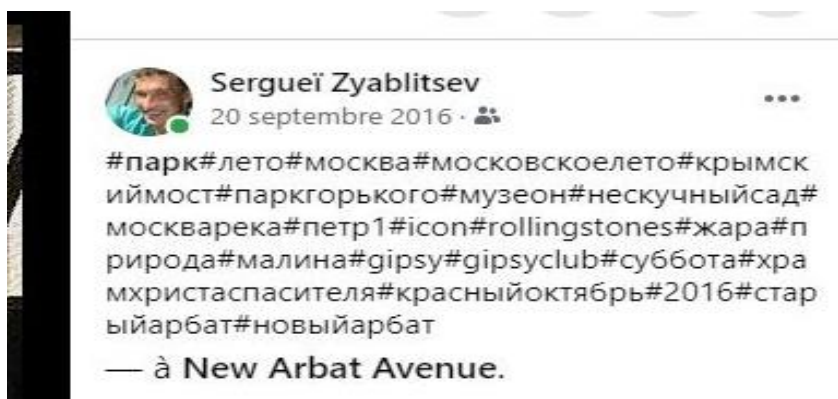 Sergueï Zyablitsev
20 septembre 2016 ·
#парк#лето#москва#московскоелето#крымск
иймост#паркгорького#музеон#нескучныйсад#
москварека#петр1#icon#rollingstones#жара#п
рирода#малина#gipsy#gipsyclub#суббота#хра
мхристаспасителя#красныйоктябрь#2016#стар
ыйарбат#новыйарбат
— à New Arbat Avenue.